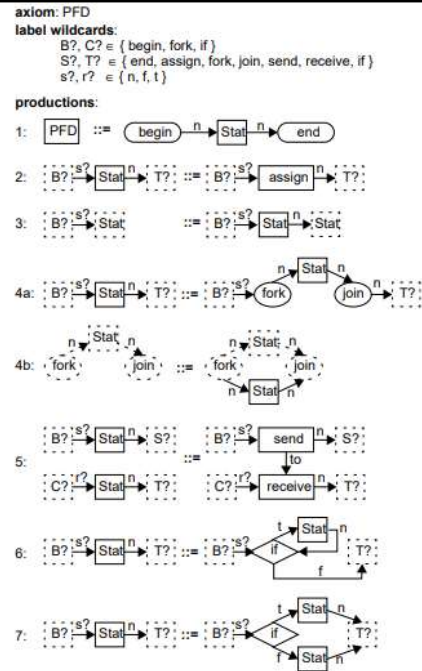 axiom: PFD
label wildcards:
B?, C? ∈ { begin, fork, if }
S?, T? ∈ { end, assign, fork, join, send, receive, if }
s?, r? ∈ { n, f, t }
productions:
1: PFD ::= begin n Stat n end
2: B? s? Stat n T? ::= B? s? assign n T?
3: B? s? Stat ::= B? s? Stat n Stat
n Stat n
4a: B? s? Stat n T? ::= B? s? fork join n T?
n Stat n n Stat n
4b: fork join ::= fork join
n Stat n
B? s? Stat n S? B? s? send n S?
5: ::= to
C? r? Stat n T? C? r? receive n T?
t Stat n
6: B? s? Stat n T? ::= B? s? if T?
f
t Stat n
7: B? s? Stat n T? ::= B? s? if T?
f Stat n